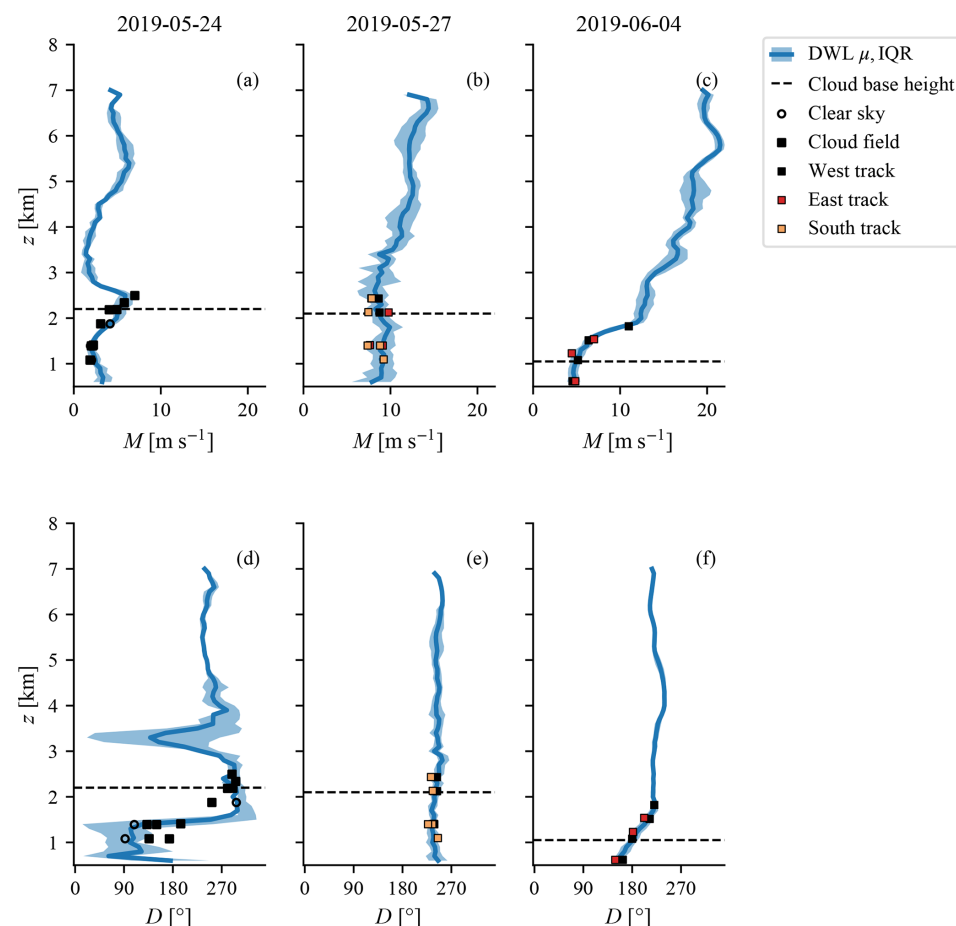 2019-05-24 2019-05-27 2019-06-04
8
7
6
5
4
3
2
1
z [km]
(a)
(b)
(c)
0 10 20
0 10 20
0 10 20
M [m s⁻¹]
M [m s⁻¹]
M [m s⁻¹]
DWL μ, IQR
Cloud base height
Clear sky
Cloud field
West track
East track
South track
8
7
6
5
4
3
2
1
z [km]
(d)
(e)
(f)
0 90 180 270
0 90 180 270
0 90 180 270
D [°]
D [°]
D [°]